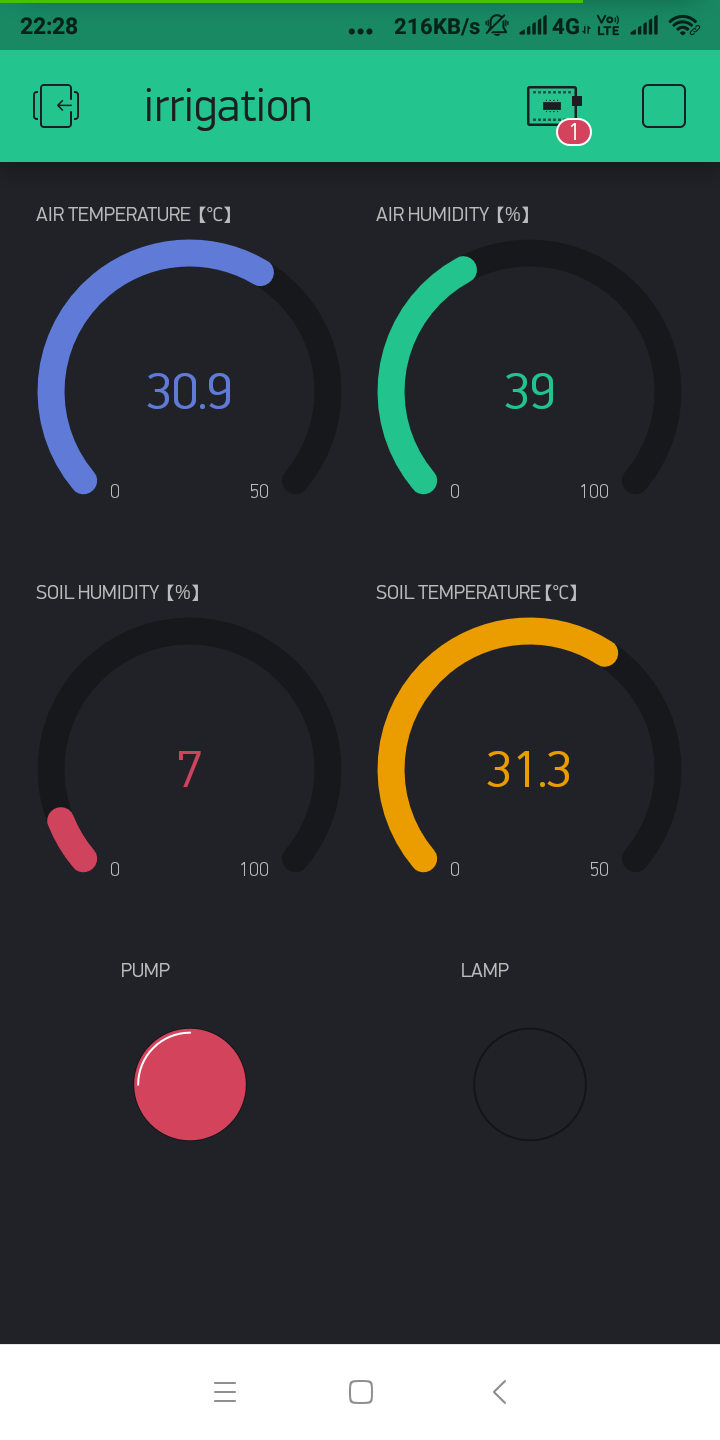 22:28
... 216KB/s 4G Vo)) LTE
irrigation
1
AIR TEMPERATURE【℃】
AIR HUMIDITY【%】
30.9
39
0 50
0 100
SOIL HUMIDITY【%】
SOIL TEMPERATURE【℃】
7
31.3
0 100
0 50
PUMP
LAMP